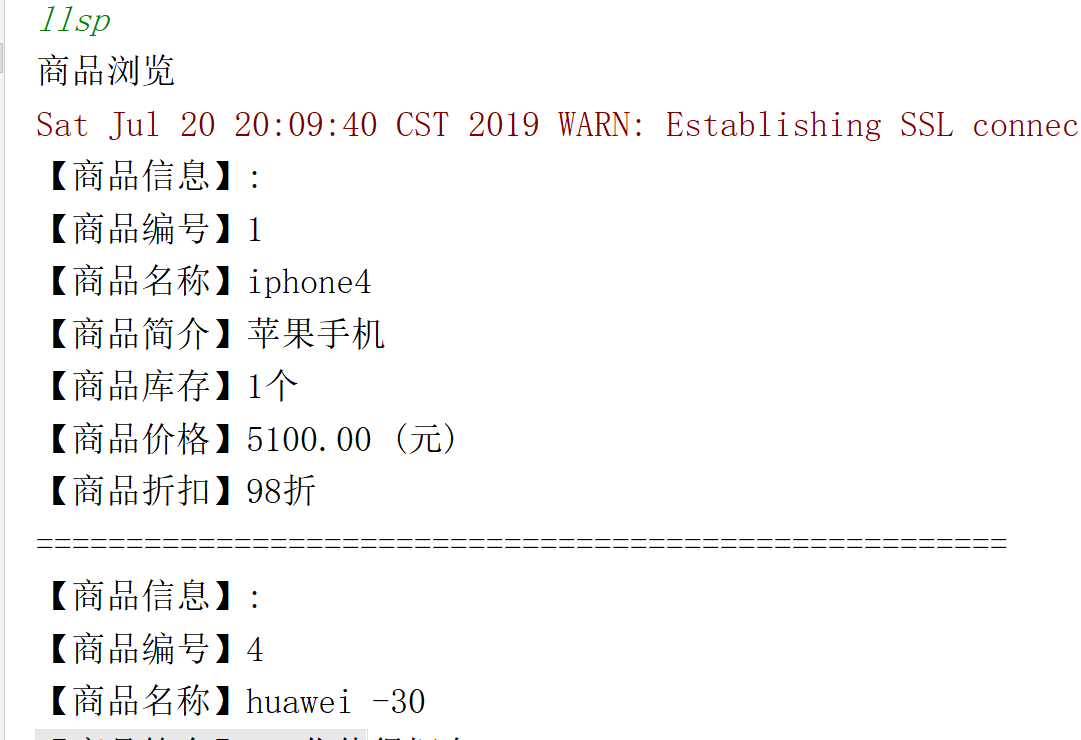 llsp
商品浏览
Sat Jul 20 20:09:40 CST 2019 WARN: Establishing SSL connec
【商品信息】:
【商品编号】1
【商品名称】iphone4
【商品简介】苹果手机
【商品库存】1个
【商品价格】5100.00 (元)
【商品折扣】98折
======================================================
【商品信息】:
【商品编号】4
【商品名称】huawei -30